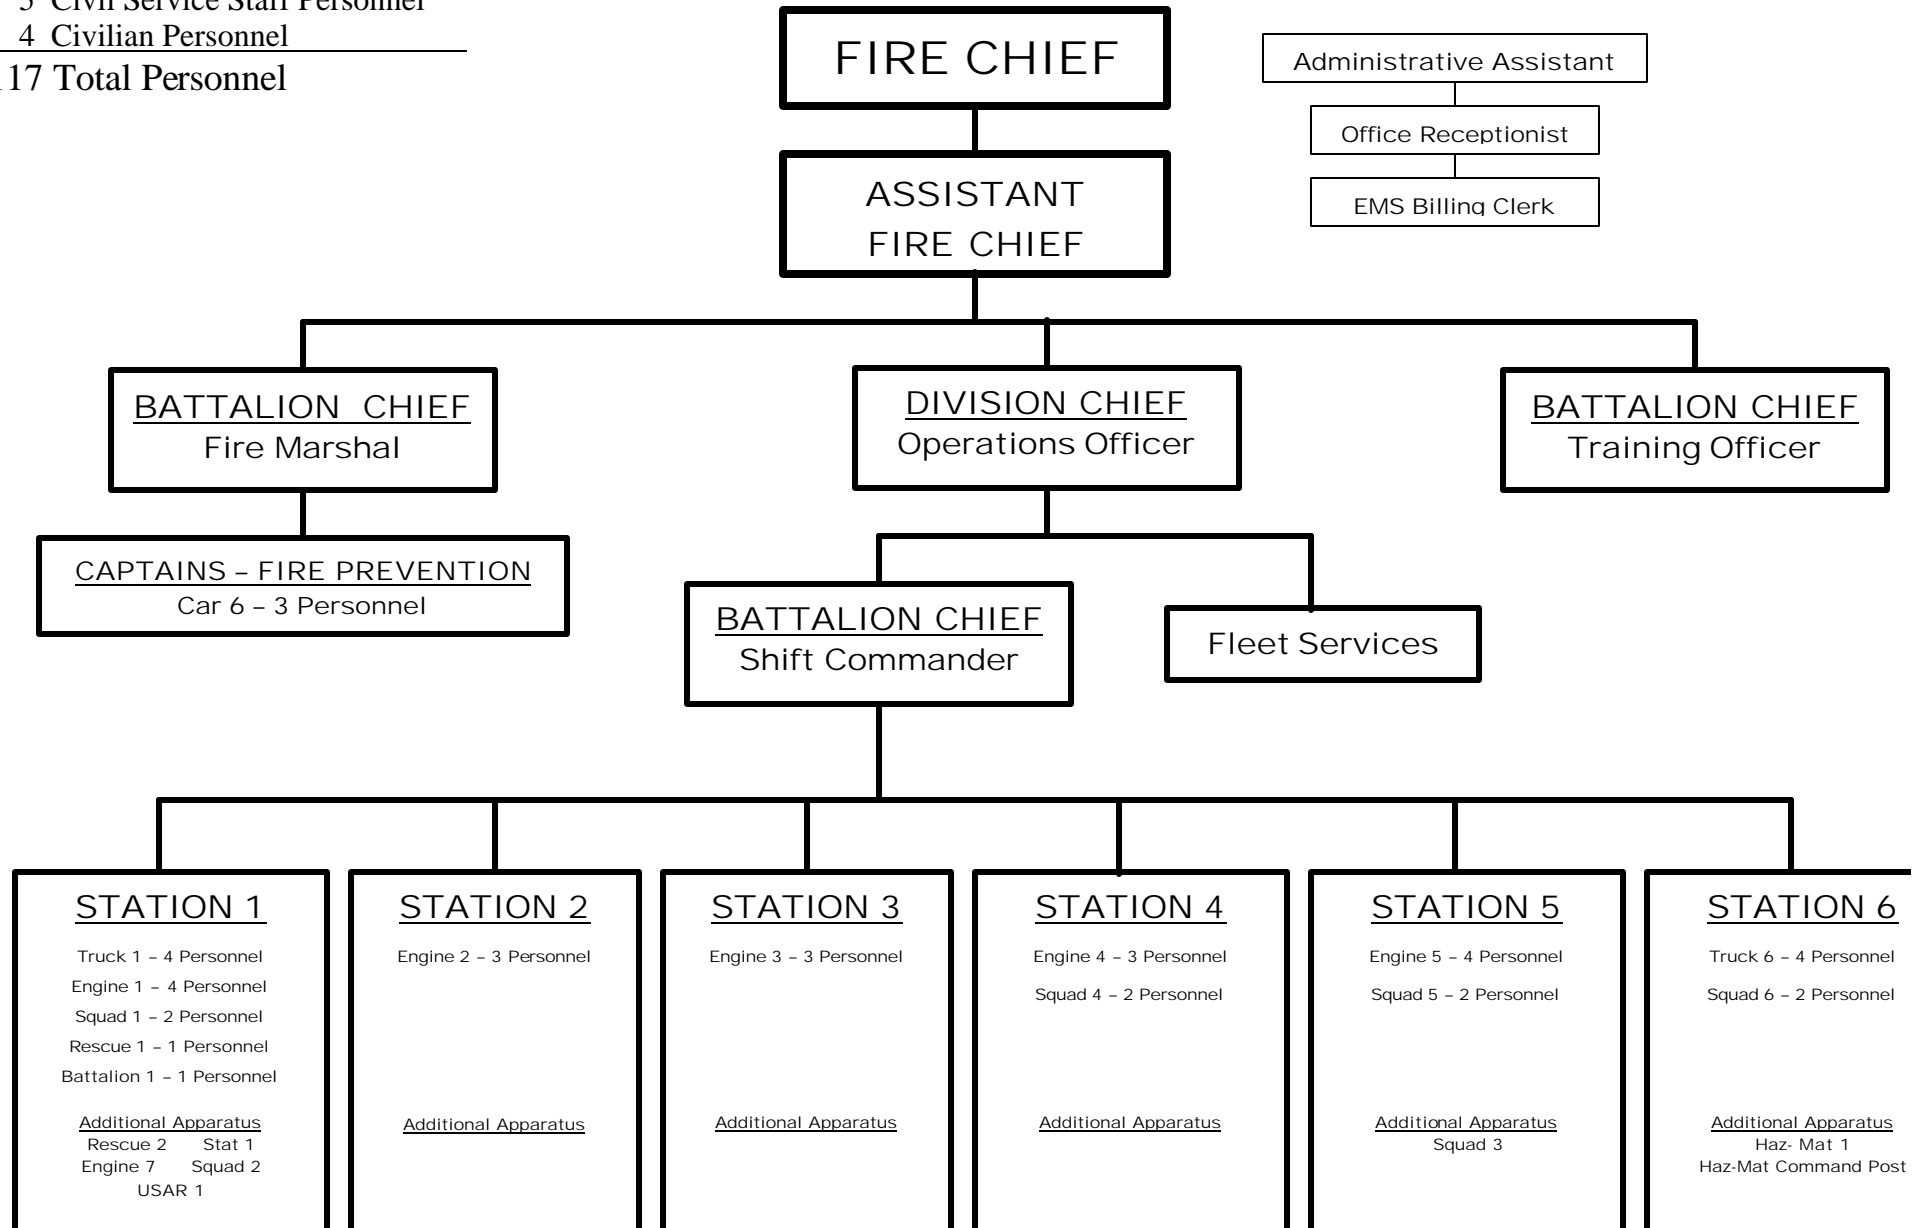 5 Civil Service Staff Personnel
4 Civilian Personnel
117 Total Personnel
FIRE CHIEF
Administrative Assistant
Office Receptionist
EMS Billing Clerk
ASSISTANT
FIRE CHIEF
BATTALION CHIEF
Fire Marshal
DIVISION CHIEF
Operations Officer
BATTALION CHIEF
Training Officer
CAPTAINS – FIRE PREVENTION
Car 6 – 3 Personnel
BATTALION CHIEF
Shift Commander
Fleet Services
STATION 1
Truck 1 – 4 Personnel
Engine 1 – 4 Personnel
Squad 1 – 2 Personnel
Rescue 1 – 1 Personnel
Battalion 1 – 1 Personnel
Additional Apparatus
Rescue 2 Stat 1
Engine 7 Squad 2
USAR 1
STATION 2
Engine 2 – 3 Personnel
Additional Apparatus
STATION 3
Engine 3 – 3 Personnel
Additional Apparatus
STATION 4
Engine 4 – 3 Personnel
Squad 4 – 2 Personnel
Additional Apparatus
STATION 5
Engine 5 – 4 Personnel
Squad 5 – 2 Personnel
Additional Apparatus
Squad 3
STATION 6
Truck 6 – 4 Personnel
Squad 6 – 2 Personnel
Additional Apparatus
Haz- Mat 1
Haz-Mat Command Post